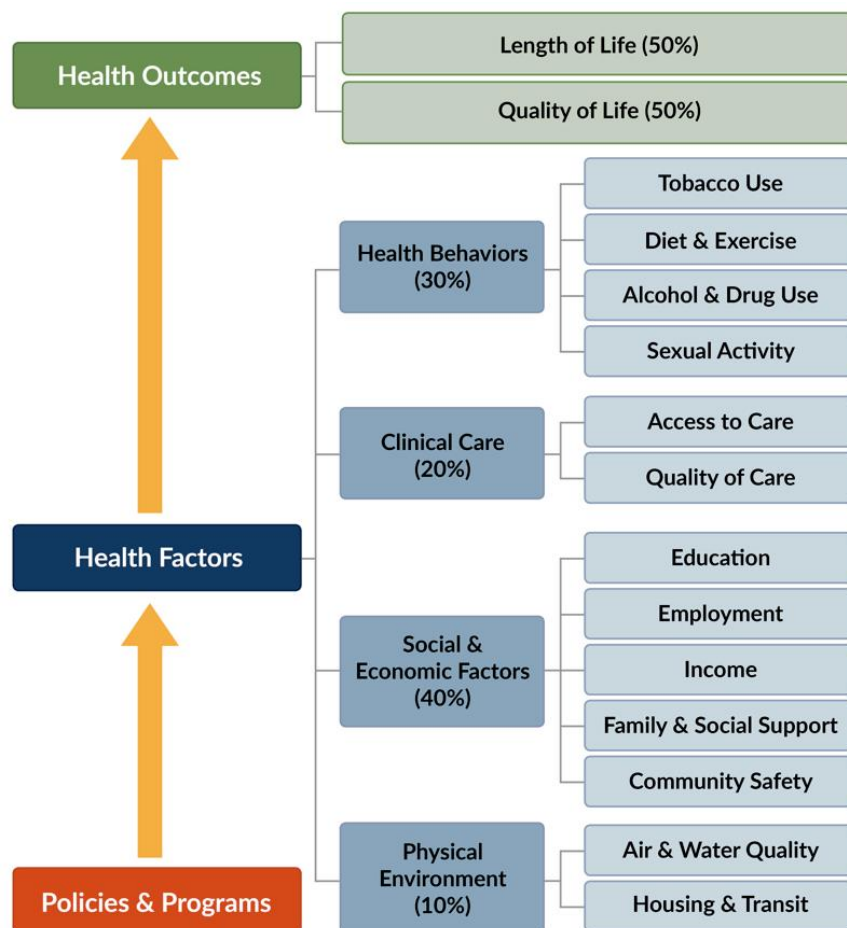 Health Outcomes
Length of Life (50%)
Quality of Life (50%)
Health Factors
Health Behaviors
(30%)
Tobacco Use
Diet & Exercise
Alcohol & Drug Use
Sexual Activity
Clinical Care
(20%)
Access to Care
Quality of Care
Social &
Economic Factors
(40%)
Education
Employment
Income
Family & Social Support
Community Safety
Physical
Environment
(10%)
Air & Water Quality
Housing & Transit
Policies & Programs